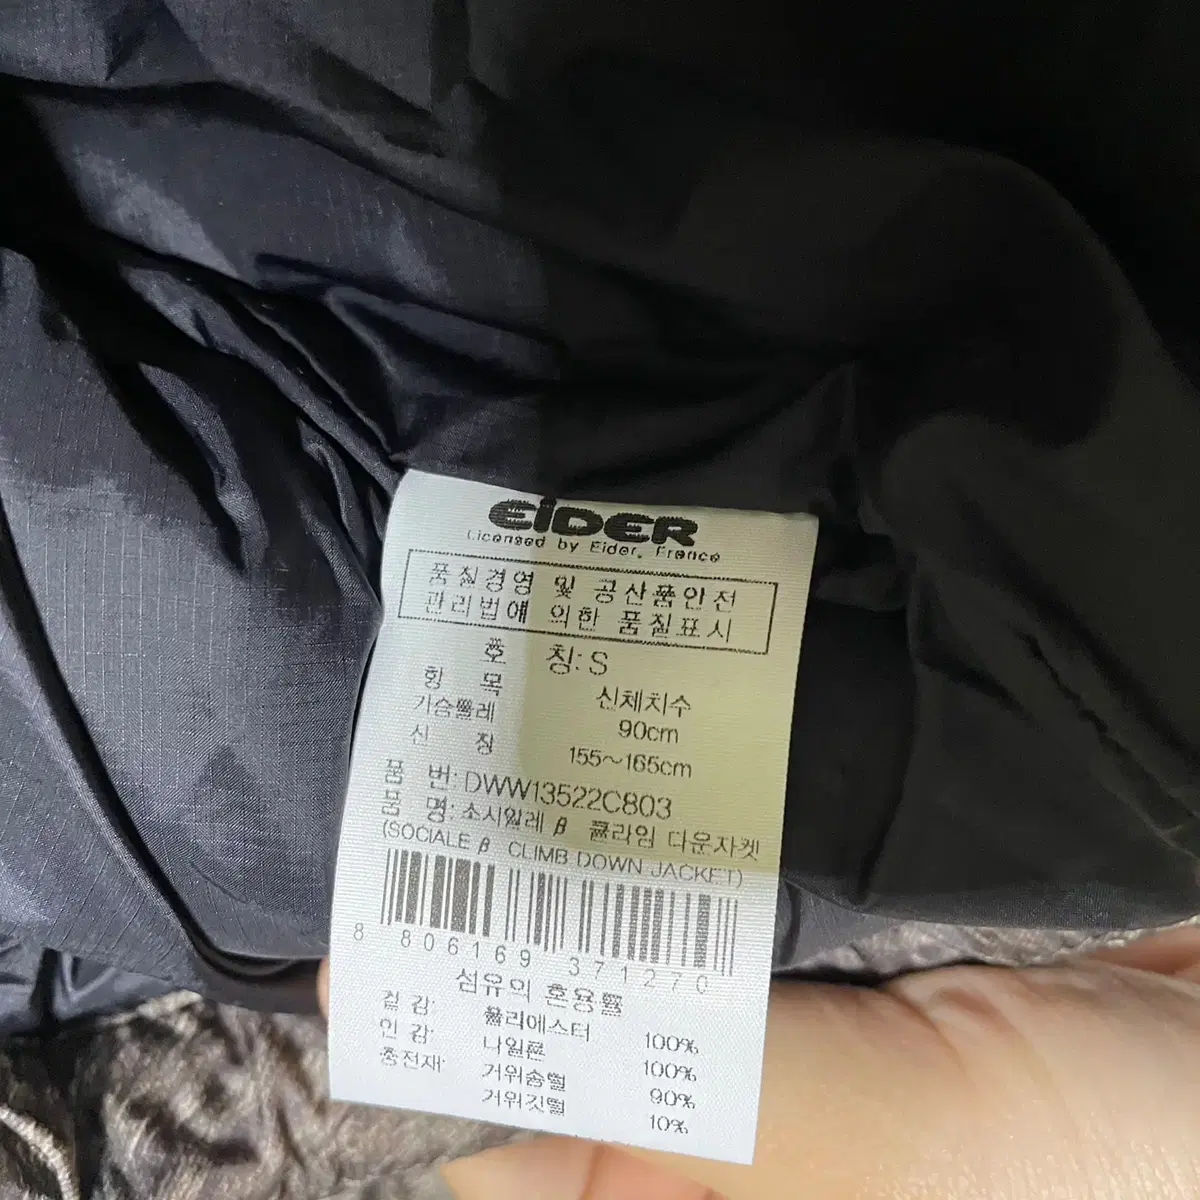 EiDER
Licensed by Eider, France
품질경영 및 공산품안전
관리법에 의한 품질표시
호 칭: S
항 목 신체치수
가슴둘레 90cm
신 장 155~165cm
품 번: DWW13522C803
품 명: 소시알레 β 클라임 다운자켓
(SOCIALE β CLIMB DOWN JACKET)
8 806169 371270
섬유의 혼용률
겉 감: 폴리에스터 100%
안 감: 나일론 100%
충전재: 거위솜털 90%
거위깃털 10%